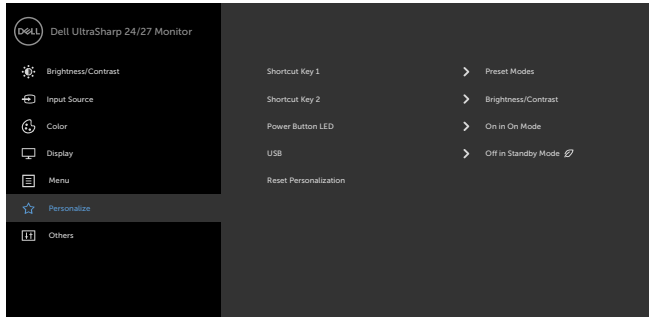 DELL Dell UltraSharp 24/27 Monitor
Brightness/Contrast
Input Source
Color
Display
Menu
Personalize
Others
Shortcut Key 1 Preset Modes
Shortcut Key 2 Brightness/Contrast
Power Button LED On in On Mode
USB Off in Standby Mode
Reset Personalization